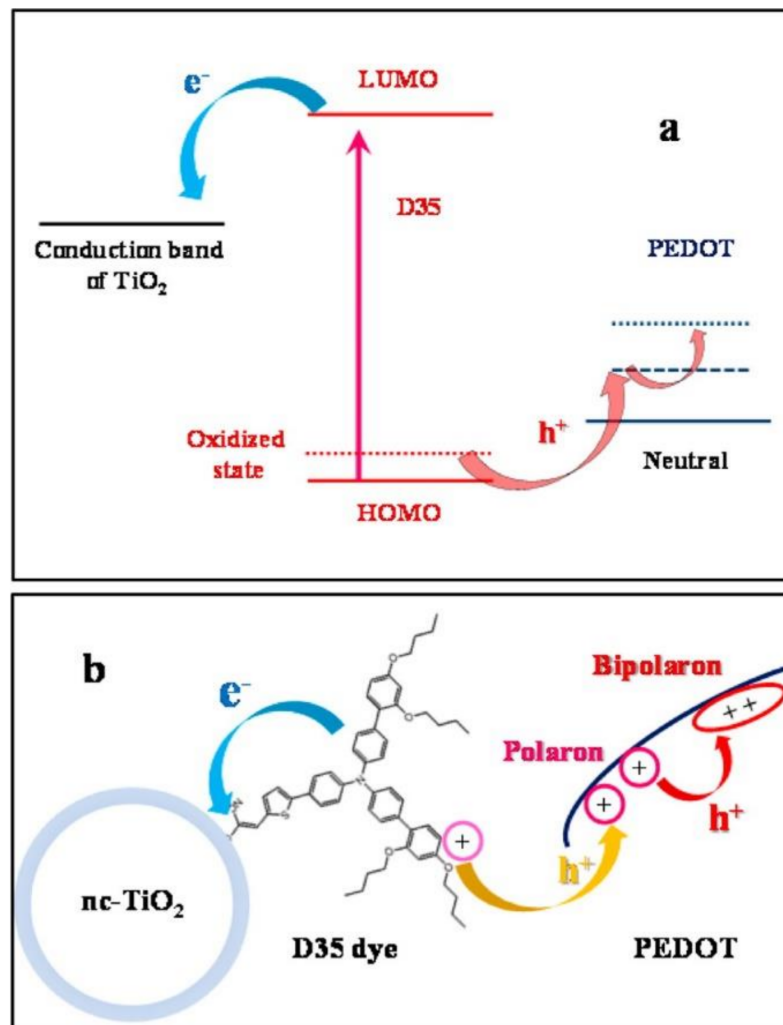 a
LUMO
e⁻
D35
Conduction band
of TiO₂
PEDOT
Oxidized
state
h⁺
Neutral
HOMO
b
e⁻
Bipolaron
+ +
Polaron
+
+
h⁺
N
S
O
O
O
O
+
h⁺
nc-TiO₂
D35 dye
PEDOT